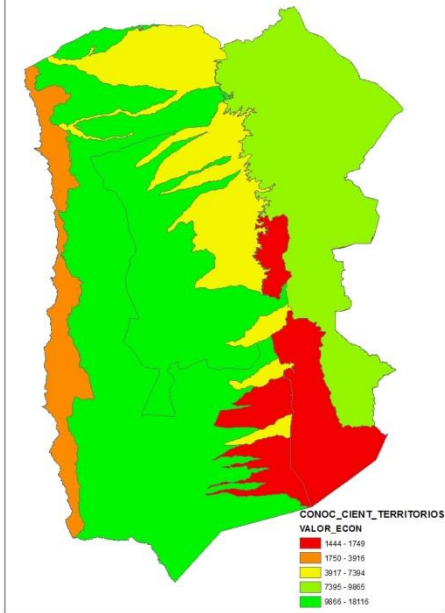 CONOC_CIENT_TERRITORIOS
VALOR_ECON
1444 - 1749
1750 - 3916
3917 - 7394
7395 - 9865
9866 - 18116